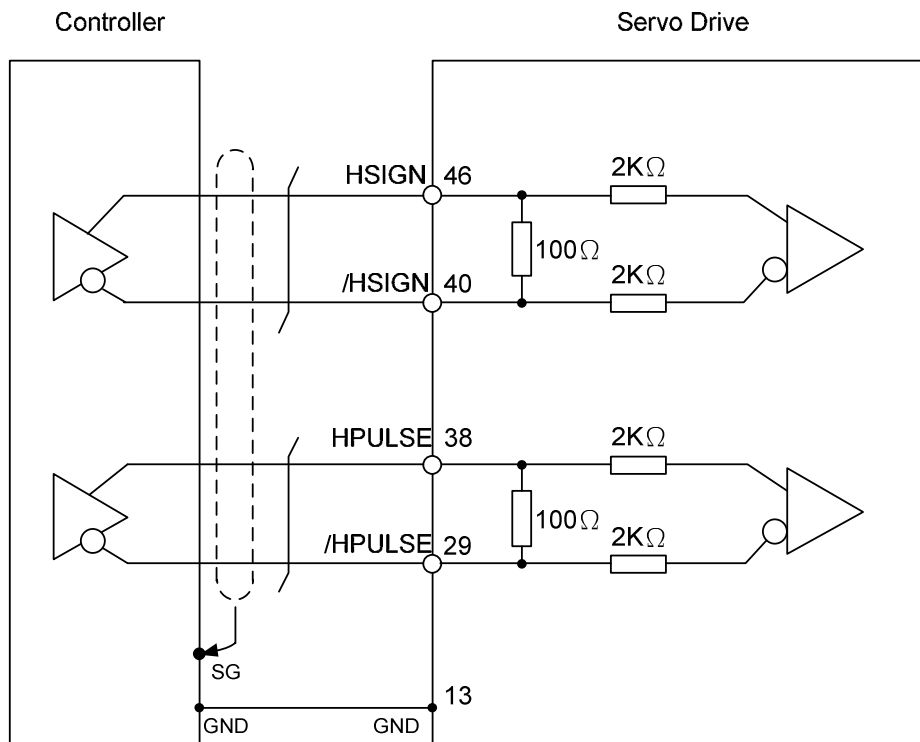 Controller
Servo Drive
HSIGN 46
2KΩ
100Ω
/HSIGN 40
2KΩ
HPULSE 38
2KΩ
100Ω
/HPULSE 29
2KΩ
SG
13
GND
GND